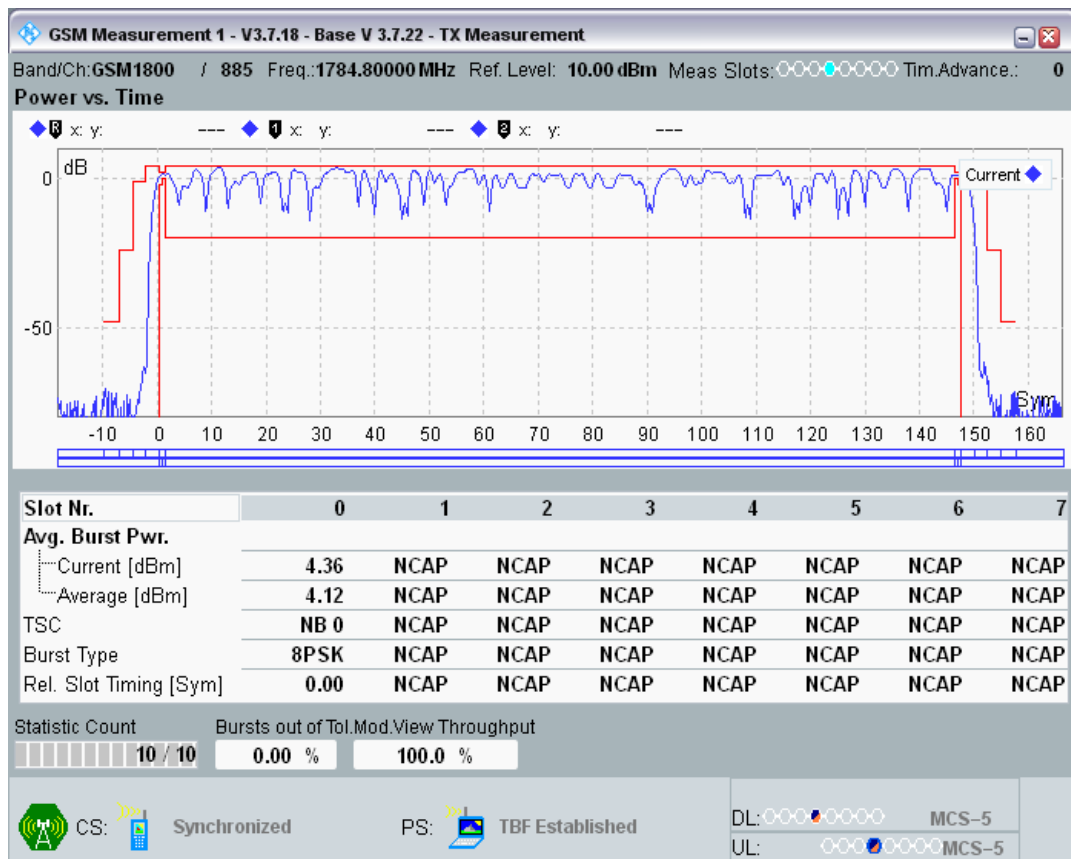 GSM Measurement 1 - V3.7.18 - Base V 3.7.22 - TX Measurement
Band/Ch:GSM1800 / 885 Freq.:1784.80000 MHz Ref. Level: 10.00 dBm Meas Slots: Tim.Advance.: 0
Power vs. Time
R x: y: --- 1 x: y: --- 2 x: y: ---
dB
Current
0
-50
Sym
-10 0 10 20 30 40 50 60 70 80 90 100 110 120 130 140 150 160
Slot Nr. 0 1 2 3 4 5 6 7
Avg. Burst Pwr.
Current [dBm] 4.36 NCAP NCAP NCAP NCAP NCAP NCAP NCAP
Average [dBm] 4.12 NCAP NCAP NCAP NCAP NCAP NCAP NCAP
TSC NB 0 NCAP NCAP NCAP NCAP NCAP NCAP NCAP
Burst Type 8PSK NCAP NCAP NCAP NCAP NCAP NCAP NCAP
Rel. Slot Timing [Sym] 0.00 NCAP NCAP NCAP NCAP NCAP NCAP NCAP
Statistic Count Bursts out of Tol.Mod.View Throughput
10 / 10 0.00 % 100.0 %
CS: Synchronized PS: TBF Established DL: MCS-5
UL: MCS-5